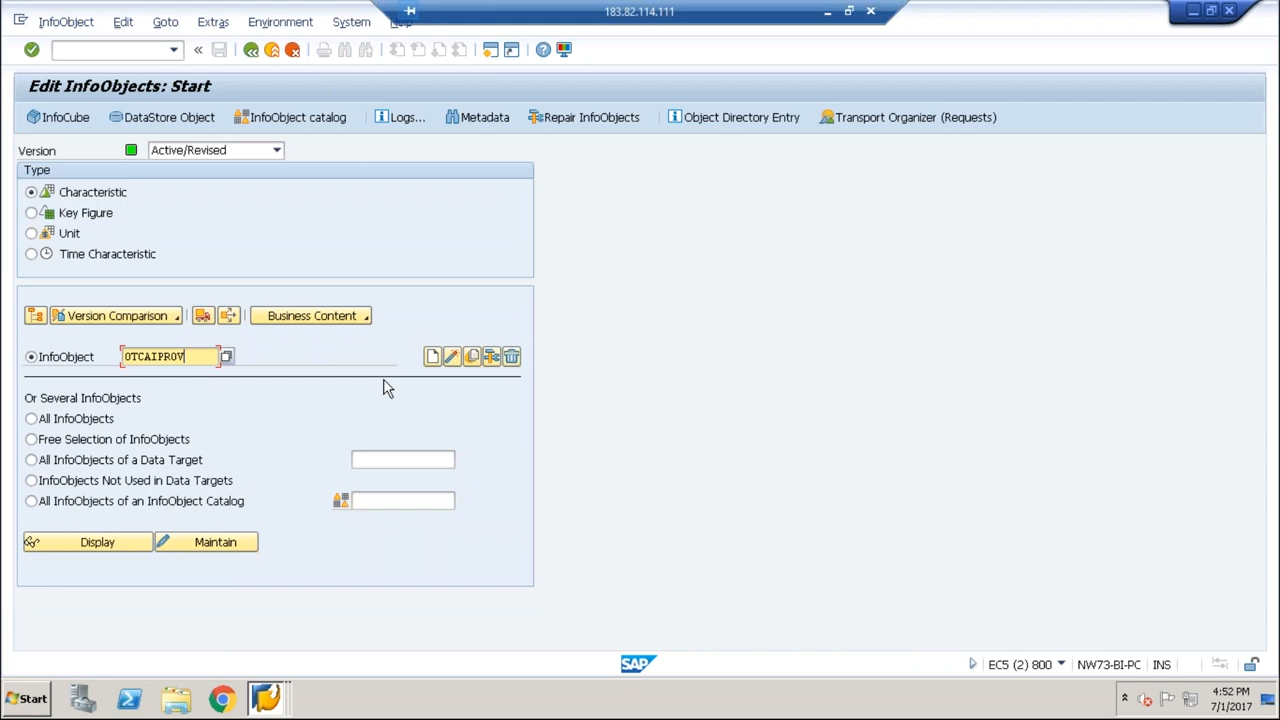 183.82.114.111
InfoObject Edit Goto Extras Environment System Help
Edit InfoObjects: Start
InfoCube DataStore Object InfoObject catalog Logs... Metadata Repair InfoObjects Object Directory Entry Transport Organizer (Requests)
Version Active/Revised
Type
Characteristic
Key Figure
Unit
Time Characteristic
Version Comparison Business Content
InfoObject 0TCAIPROV
Or Several InfoObjects
All InfoObjects
Free Selection of InfoObjects
All InfoObjects of a Data Target
InfoObjects Not Used in Data Targets
All InfoObjects of an InfoObject Catalog
Display Maintain
SAP EC5 (2) 800 NW73-BI-PC INS
Start 4:52 PM
7/1/2017